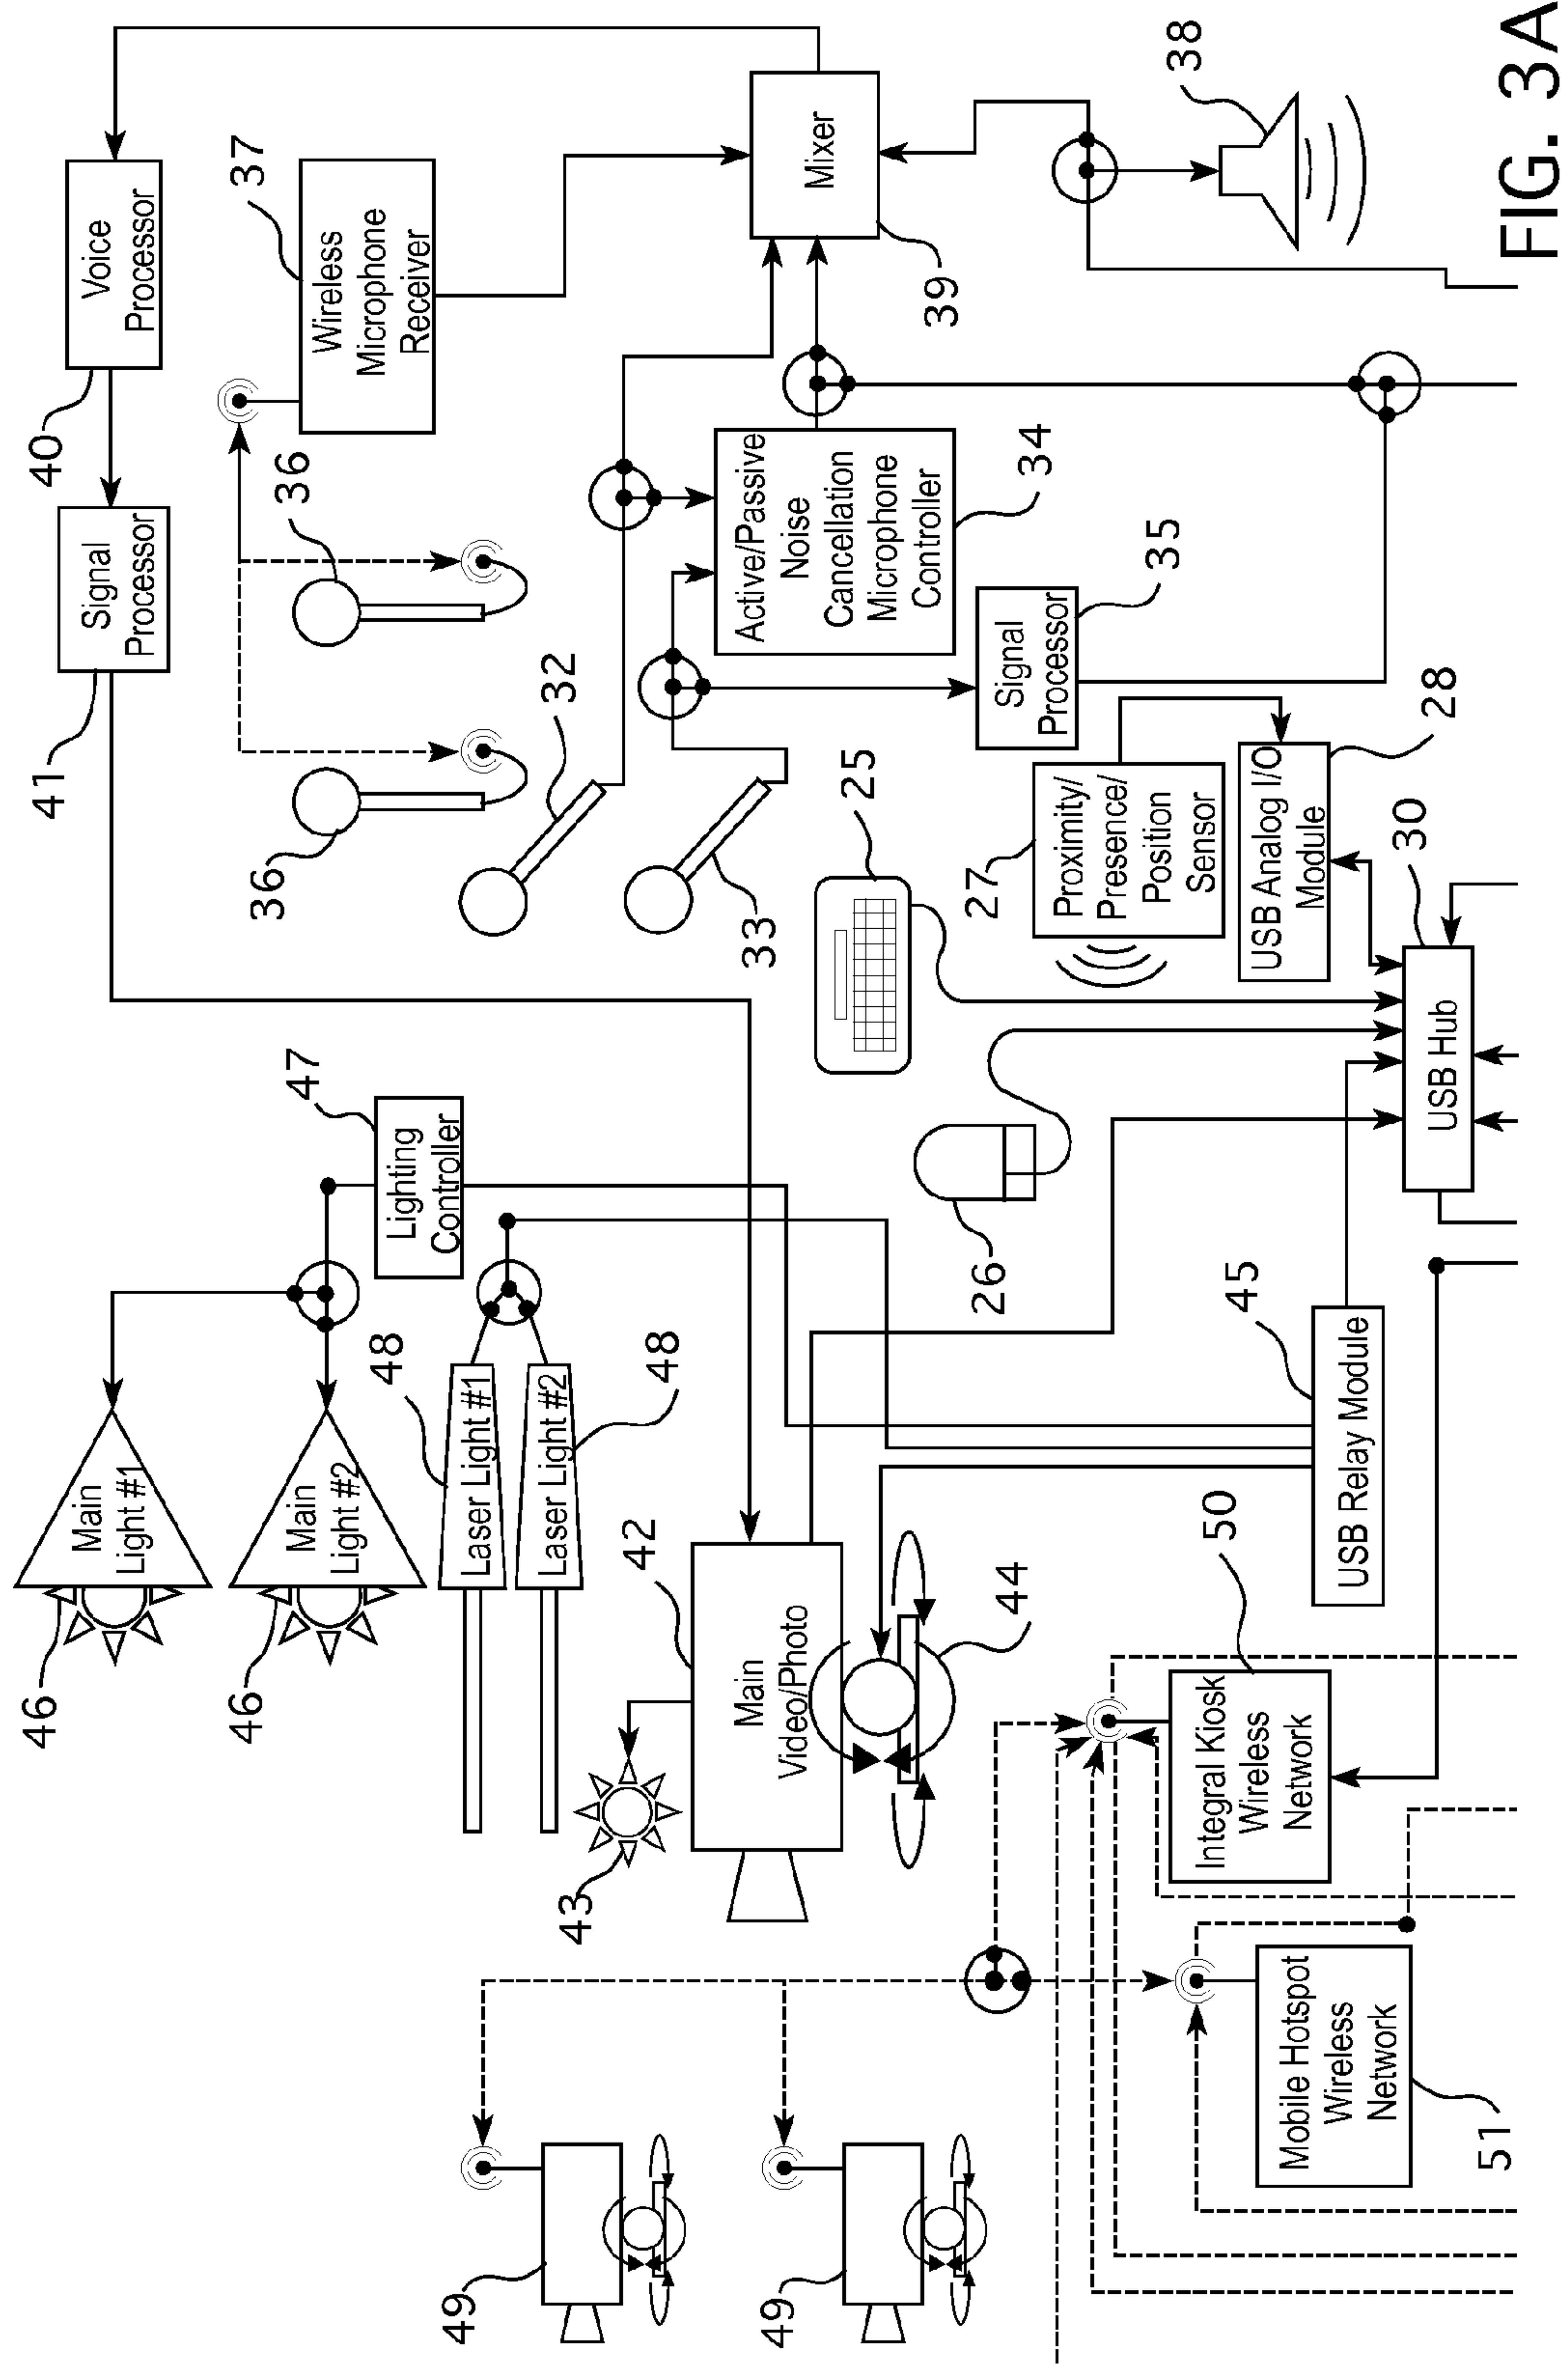 46
Main
Light #1
46
Main
Light #2
47
Lighting
Controller
48
Laser Light #1
Laser Light #2
48
41
Signal
Processor
40
Voice
Processor
36
36
37
Wireless
Microphone
Receiver
32
33
43
42
Main
Video/Photo
44
49
49
25
26
Active/Passive
Noise
Cancellation
Microphone
Controller
34
Mixer
39
Signal
Processor
35
38
27
Proximity/
Presence/
Position
Sensor
USB Analog I/O
Module
28
30
USB Hub
45
USB Relay Module
50
Integral Kiosk
Wireless
Network
Mobile Hotspot
Wireless
Network
51
FIG. 3A